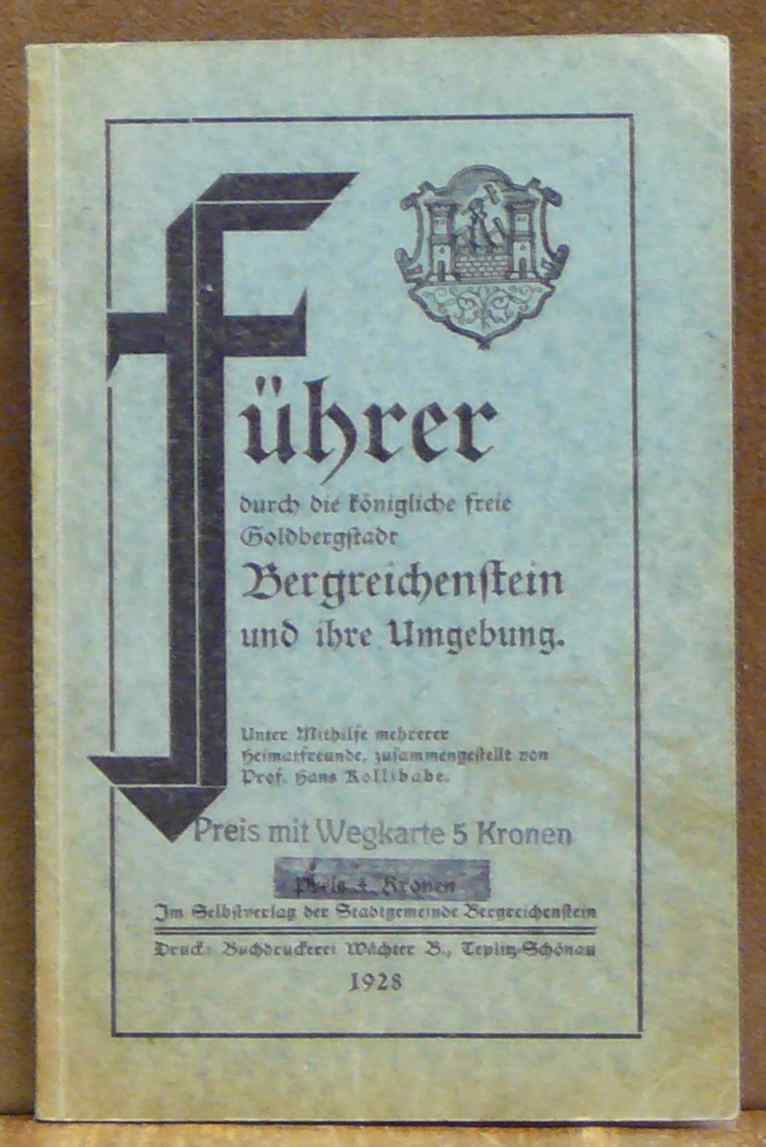 Führer
durch die königliche freie
Goldbergstadt
Bergreichenstein
und ihre Umgebung.
Unter Mithilfe mehrerer
Heimatfreunde, zusammengestellt von
Prof. Hans Kollibabe.
Preis mit Wegkarte 5 Kronen
Preis 4 Kronen
Im Selbstverlag der Stadtgemeinde Bergreichenstein
Druck: Buchdruckerei Wächter B., Teplitz-Schönau
1928